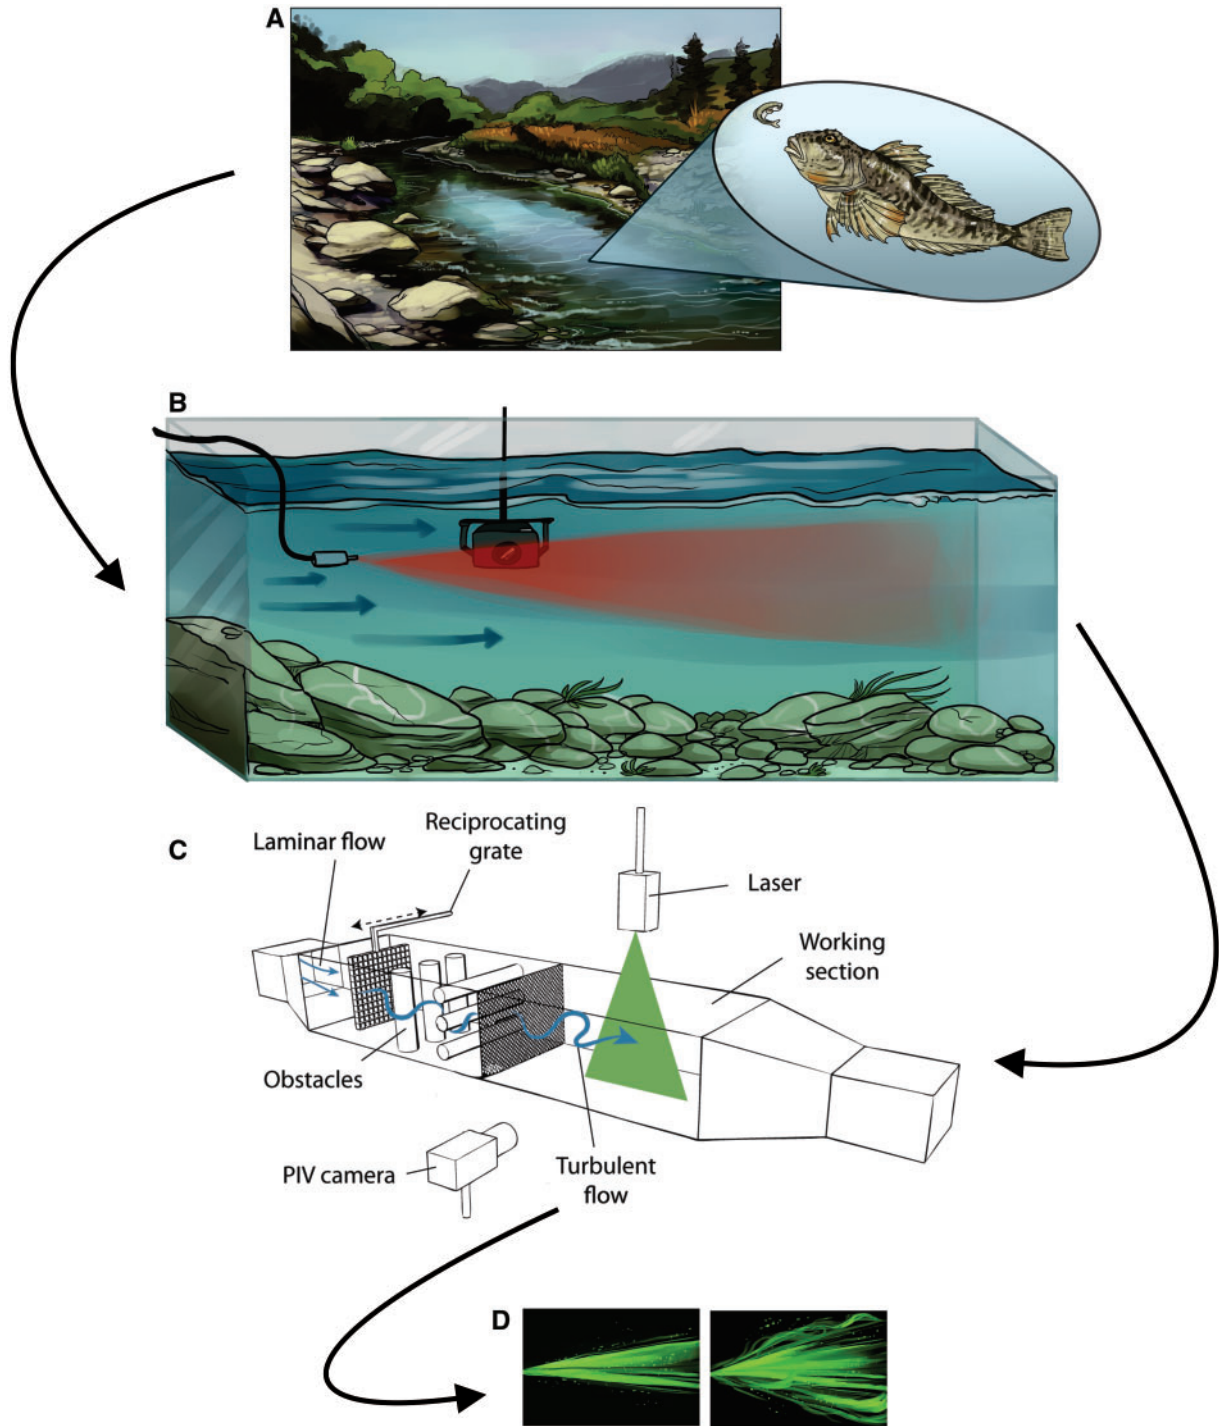 A
B
C
Laminar flow
Reciprocating
grate
Laser
Working
section
Obstacles
PIV camera
Turbulent
flow
D